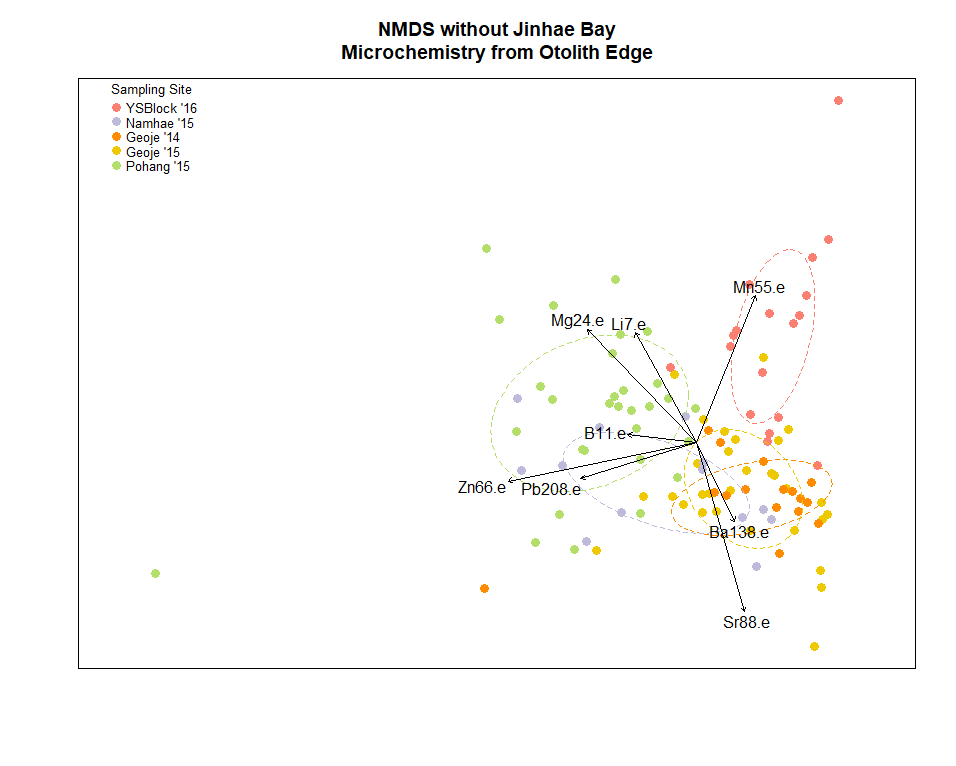 NMDS without Jinhae Bay
Microchemistry from Otolith Edge
Sampling Site
YSBlock '16
Namhae '15
Geoje '14
Geoje '15
Pohang '15
Mn55.e
Mg24.e
Li7.e
B11.e
Zn66.e
Pb208.e
Ba138.e
Sr88.e